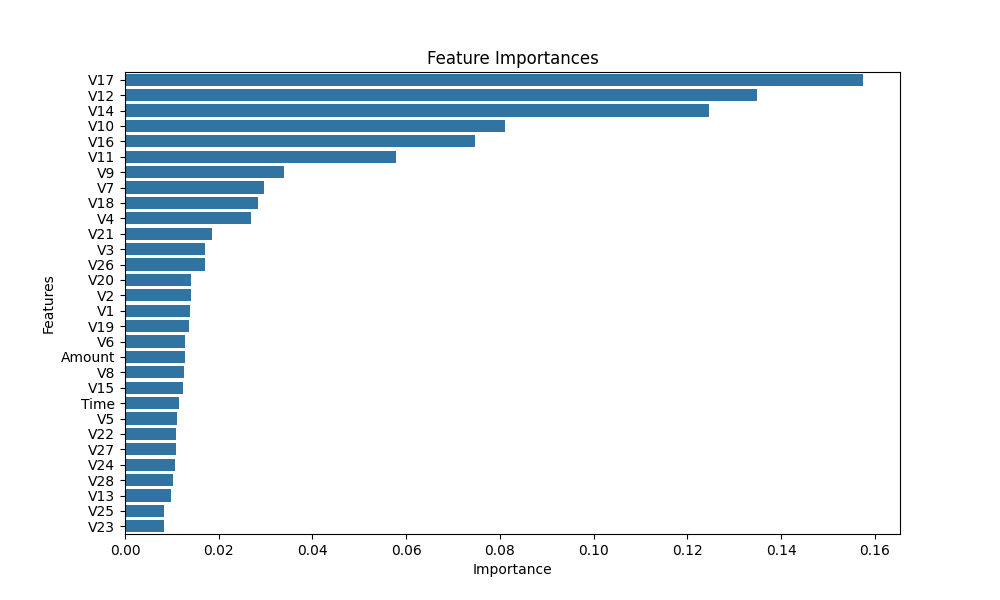 Feature Importances
V17
V12
V14
V10
V16
V11
V9
V7
V18
V4
V21
V3
V26
V20
V2
V1
V19
V6
Amount
V8
V15
Time
V5
V22
V27
V24
V28
V13
V25
V23
Features
0.00 0.02 0.04 0.06 0.08 0.10 0.12 0.14 0.16
Importance